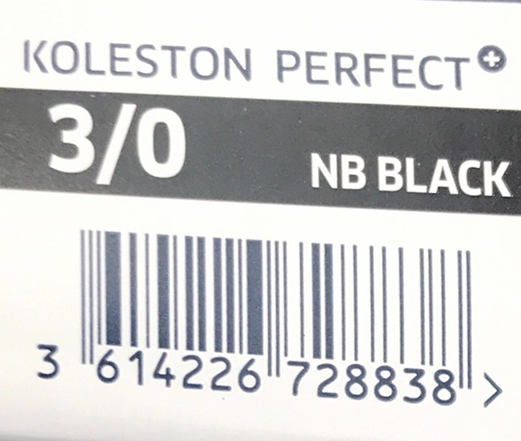 KOLESTON PERFECT+
3/0 NB BLACK
3 614226 728838 >